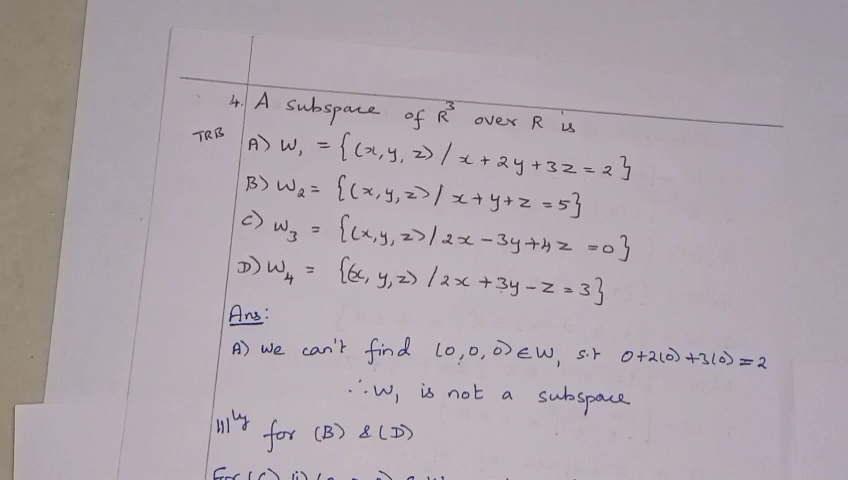 4. A subspace of R³ over R is
TRB
A) W₁ = {(x, y, z) / x + 2y + 3z = 2}
B) W₂ = {(x, y, z) / x + y + z = 5}
C) W₃ = {(x, y, z) / 2x - 3y + 4z = 0}
D) W₄ = {(x, y, z) / 2x + 3y - z = 3}
Ans:
A) we can't find (0, 0, 0) ∈ W, s.t 0+2(0)+3(0) = 2
∴ W₁ is not a subspace
|||ly for (B) & (D)
For (C) (i)